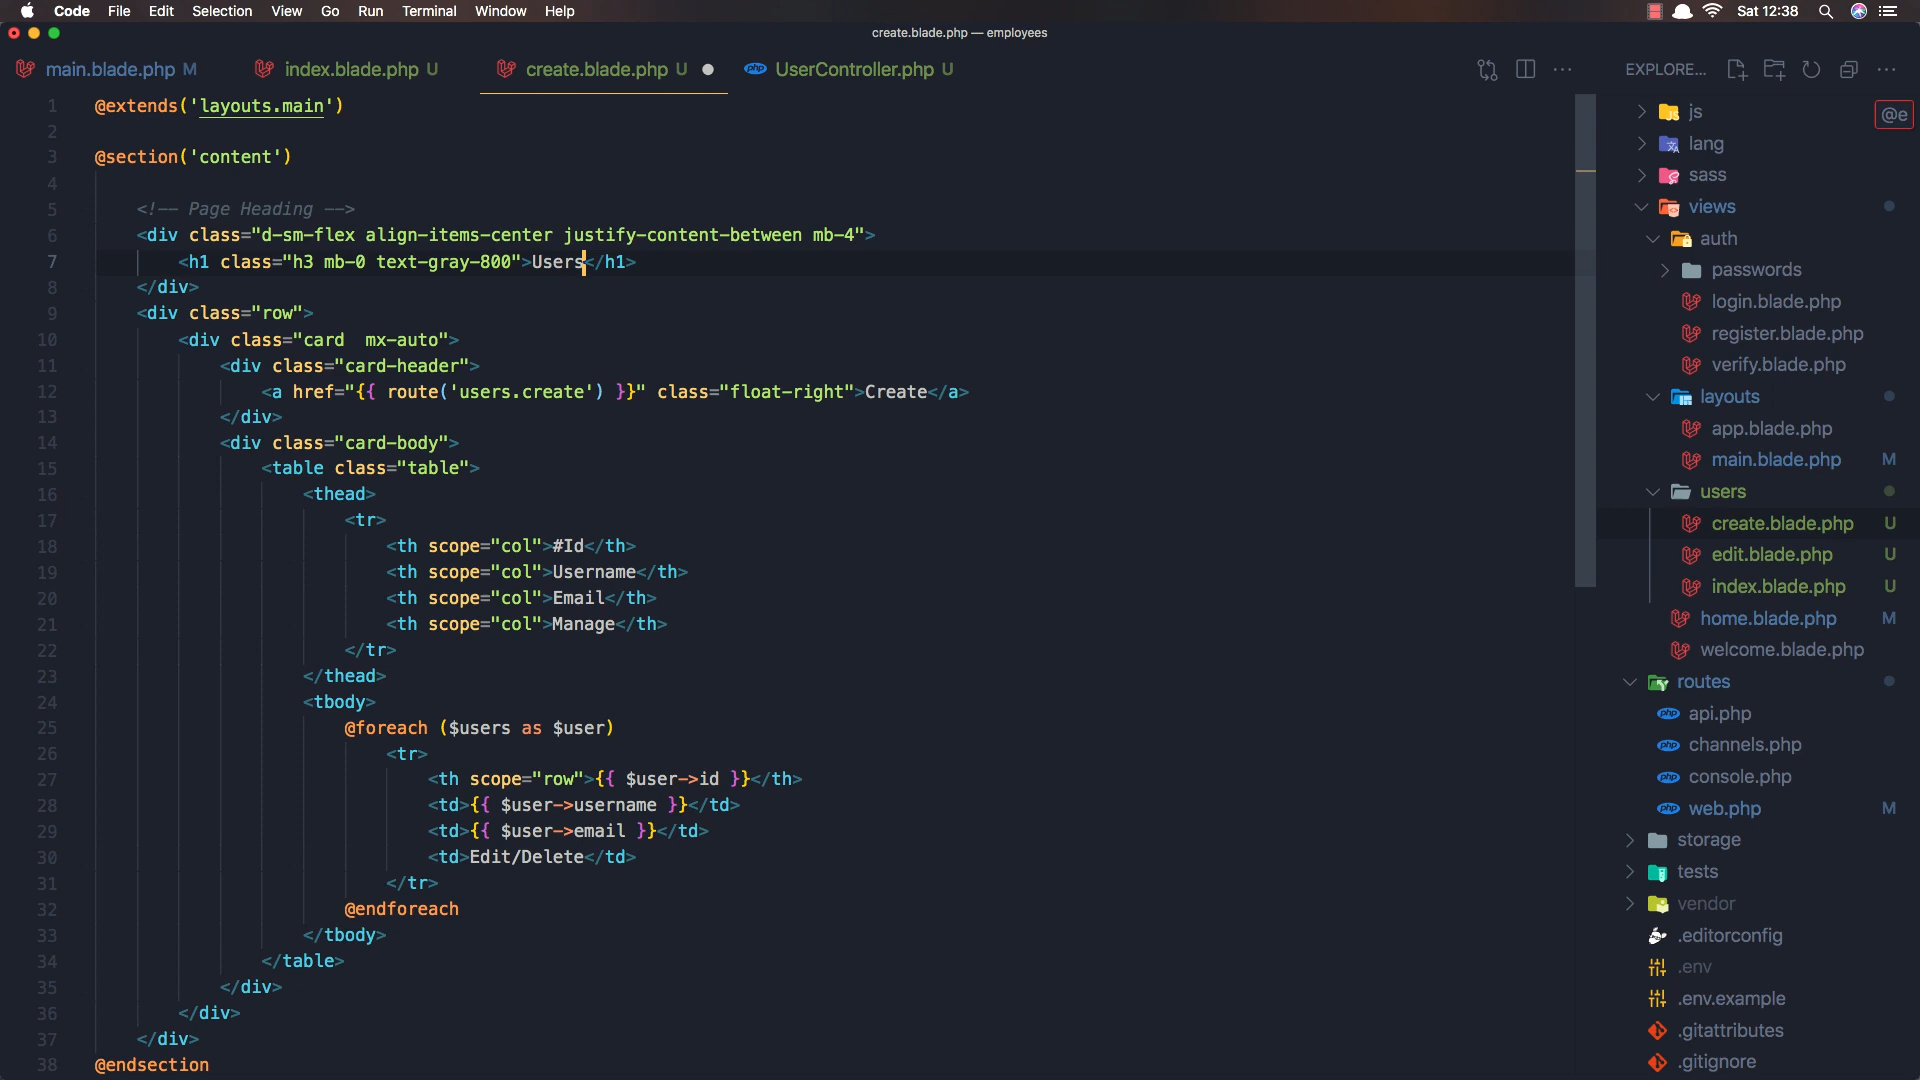 Code File Edit Selection View Go Run Terminal Window Help Sat 12:38
create.blade.php — employees
main.blade.php M index.blade.php U create.blade.php U UserController.php U EXPLORE...
1 @extends('layouts.main')
2
3 @section('content')
4
5 <!-- Page Heading -->
6 <div class="d-sm-flex align-items-center justify-content-between mb-4">
7 <h1 class="h3 mb-0 text-gray-800">Users</h1>
8 </div>
9 <div class="row">
10 <div class="card  mx-auto">
11 <div class="card-header">
12 <a href="{{ route('users.create') }}" class="float-right">Create</a>
13 </div>
14 <div class="card-body">
15 <table class="table">
16 <thead>
17 <tr>
18 <th scope="col">#Id</th>
19 <th scope="col">Username</th>
20 <th scope="col">Email</th>
21 <th scope="col">Manage</th>
22 </tr>
23 </thead>
24 <tbody>
25 @foreach ($users as $user)
26 <tr>
27 <th scope="row">{{ $user->id }}</th>
28 <td>{{ $user->username }}</td>
29 <td>{{ $user->email }}</td>
30 <td>Edit/Delete</td>
31 </tr>
32 @endforeach
33 </tbody>
34 </table>
35 </div>
36 </div>
37 </div>
38 @endsection
js
@e
lang
sass
views
auth
passwords
login.blade.php
register.blade.php
verify.blade.php
layouts
app.blade.php
main.blade.php M
users
create.blade.php U
edit.blade.php U
index.blade.php U
home.blade.php M
welcome.blade.php
routes
php api.php
php channels.php
php console.php
php web.php M
storage
tests
vendor
.editorconfig
.env
.env.example
.gitattributes
.gitignore